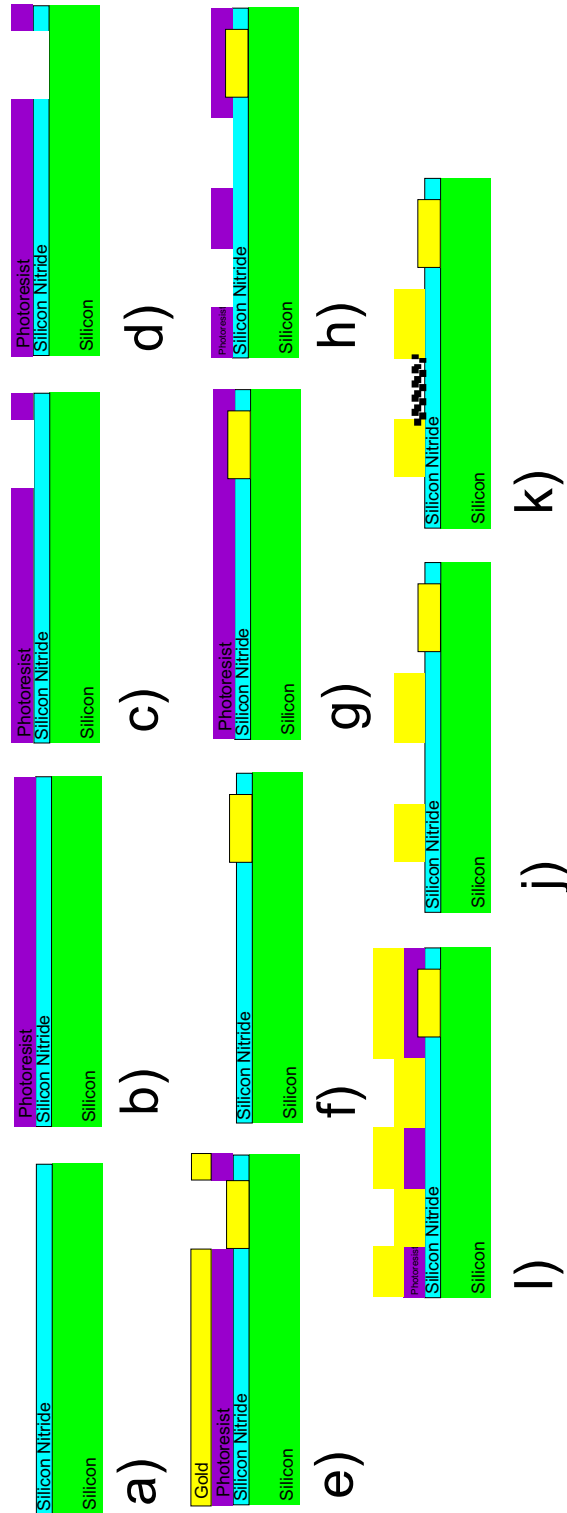 Silicon Nitride
Silicon
a)
Photoresist
Silicon Nitride
Silicon
b)
Photoresist
Silicon Nitride
Silicon
c)
Photoresist
Silicon Nitride
Silicon
d)
Gold
Photoresist
Silicon Nitride
Silicon
e)
Silicon Nitride
Silicon
f)
Photoresist
Silicon Nitride
Silicon
g)
Photoresist
Silicon Nitride
Silicon
h)
Photoresist
Silicon Nitride
Silicon
I)
Silicon Nitride
Silicon
j)
Silicon Nitride
Silicon
k)